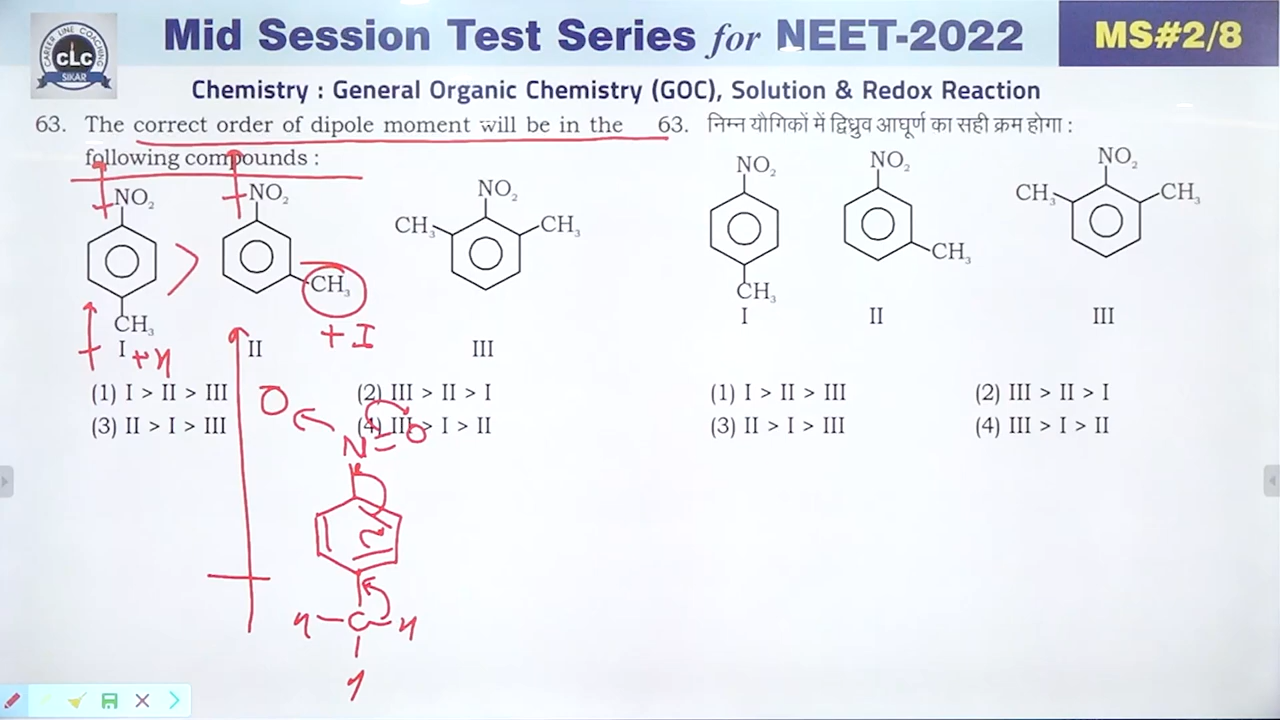 CAREER LINE COACHING
CLC
SIKAR
Mid Session Test Series for NEET-2022
MS#2/8
Chemistry : General Organic Chemistry (GOC), Solution & Redox Reaction
63. The correct order of dipole moment will be in the
following compounds :
NO₂
NO₂
NO₂
CH₃
CH₃
CH₃
CH₃
+I
I
+H
II
III
(1) I > II > III
(2) III > II > I
(3) II > I > III
(4) III > I > II
O
N
O
H
C
H
H
63. निम्न यौगिकों में द्विध्रुव आघूर्ण का सही क्रम होगा :
NO₂
NO₂
NO₂
CH₃
CH₃
CH₃
CH₃
I
II
III
(1) I > II > III
(2) III > II > I
(3) II > I > III
(4) III > I > II